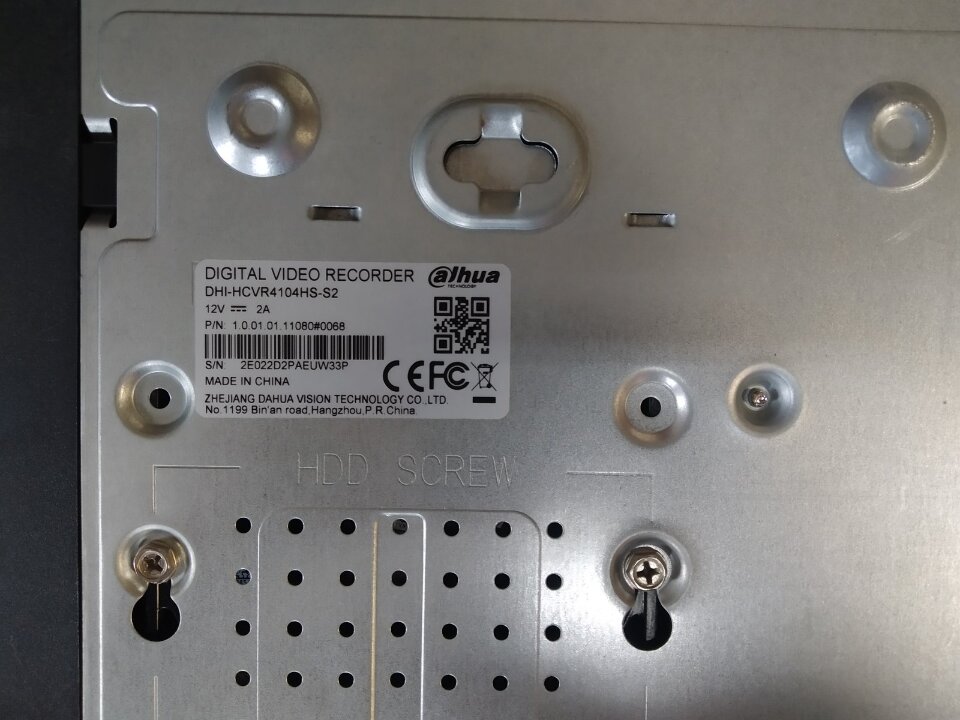 DIGITAL VIDEO RECORDER
alhua
TECHNOLOGY
DHI-HCVR4104HS-S2
12V ⎓ 2A
P/N: 1.0.01.01.11080#0068
S/N: 2E022D2PAEUW33P
MADE IN CHINA
CE FC
ZHEJIANG DAHUA VISION TECHNOLOGY CO.,LTD.
No.1199 Bin'an road,Hangzhou,P.R.China.
HDD SCREW